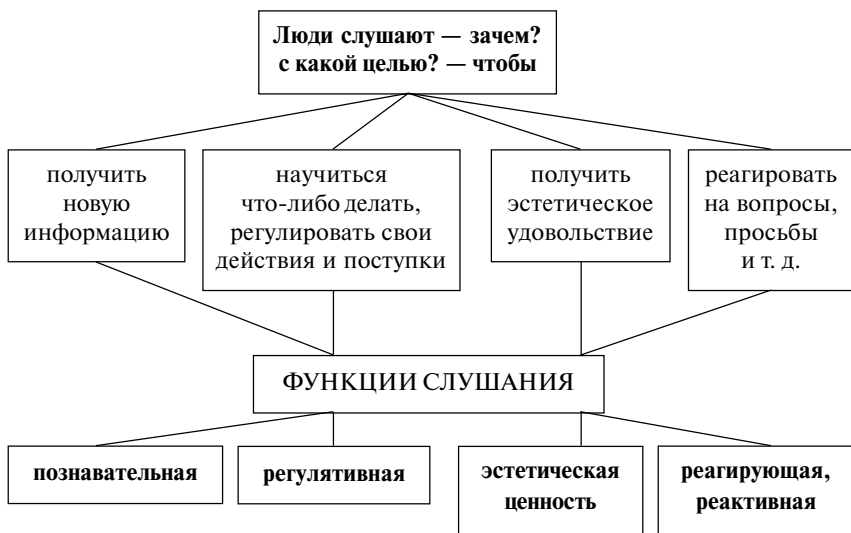 Люди слушают — зачем?
с какой целью? — чтобы
получить
новую
информацию
научиться
что-либо делать,
регулировать свои
действия и поступки
получить
эстетическое
удовольствие
реагировать
на вопросы,
просьбы
и т. д.
ФУНКЦИИ СЛУШАНИЯ
познавательная
регулятивная
эстетическая
ценность
реагирующая,
реактивная